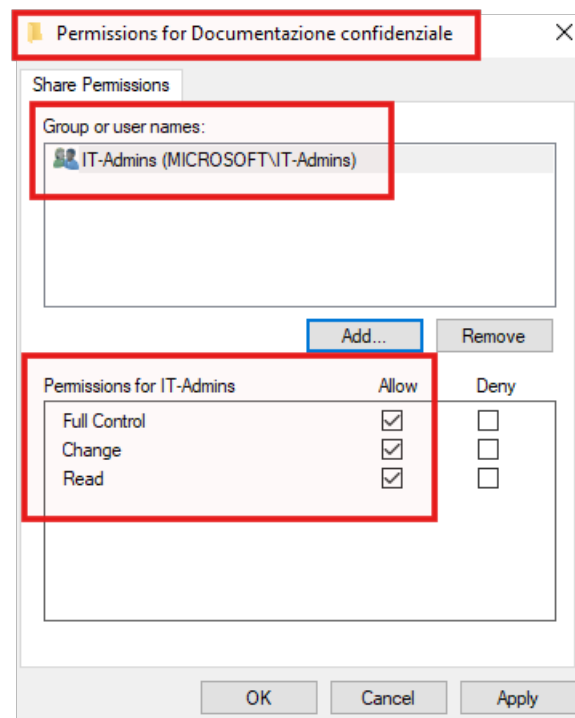 Permissions for Documentazione confidenziale
Share Permissions
Group or user names:
IT-Admins (MICROSOFT\IT-Admins)
Add...
Remove
Permissions for IT-Admins Allow Deny
Full Control
Change
Read
OK Cancel Apply